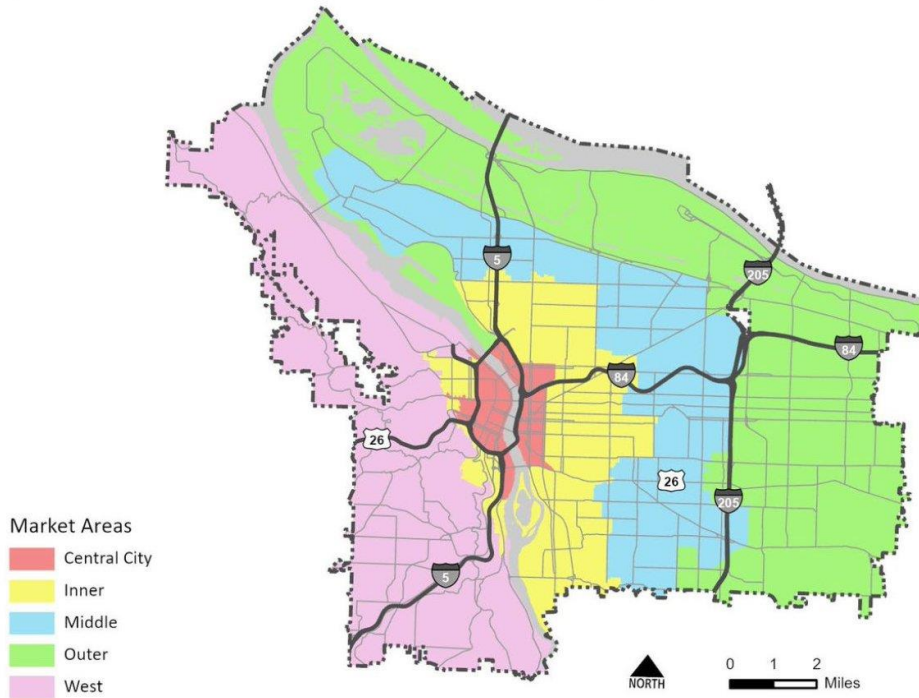 5
205
84
84
26
26
205
5
Market Areas
Central City
Inner
Middle
Outer
West
NORTH
0 1 2
Miles